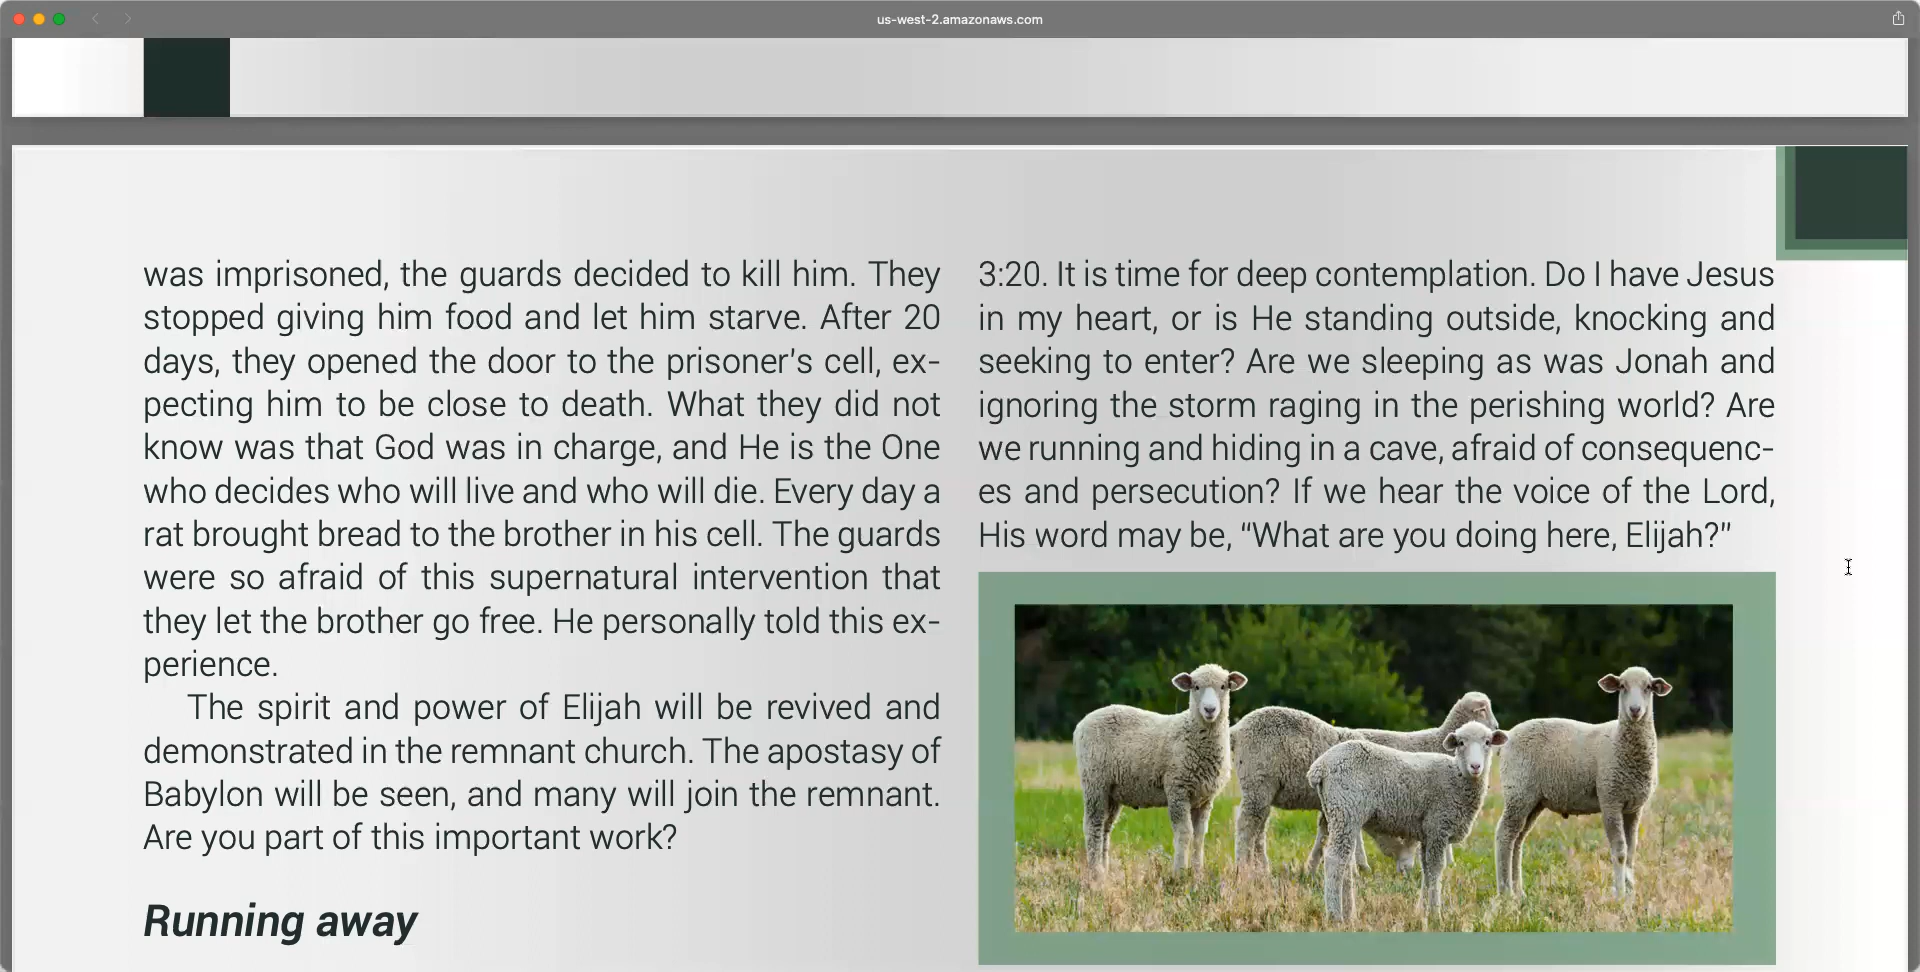 us-west-2.amazonaws.com
was imprisoned, the guards decided to kill him. They
stopped giving him food and let him starve. After 20
days, they opened the door to the prisoner's cell, ex-
pecting him to be close to death. What they did not
know was that God was in charge, and He is the One
who decides who will live and who will die. Every day a
rat brought bread to the brother in his cell. The guards
were so afraid of this supernatural intervention that
they let the brother go free. He personally told this ex-
perience.
The spirit and power of Elijah will be revived and
demonstrated in the remnant church. The apostasy of
Babylon will be seen, and many will join the remnant.
Are you part of this important work?
Running away
3:20. It is time for deep contemplation. Do I have Jesus
in my heart, or is He standing outside, knocking and
seeking to enter? Are we sleeping as was Jonah and
ignoring the storm raging in the perishing world? Are
we running and hiding in a cave, afraid of consequenc-
es and persecution? If we hear the voice of the Lord,
His word may be, “What are you doing here, Elijah?”